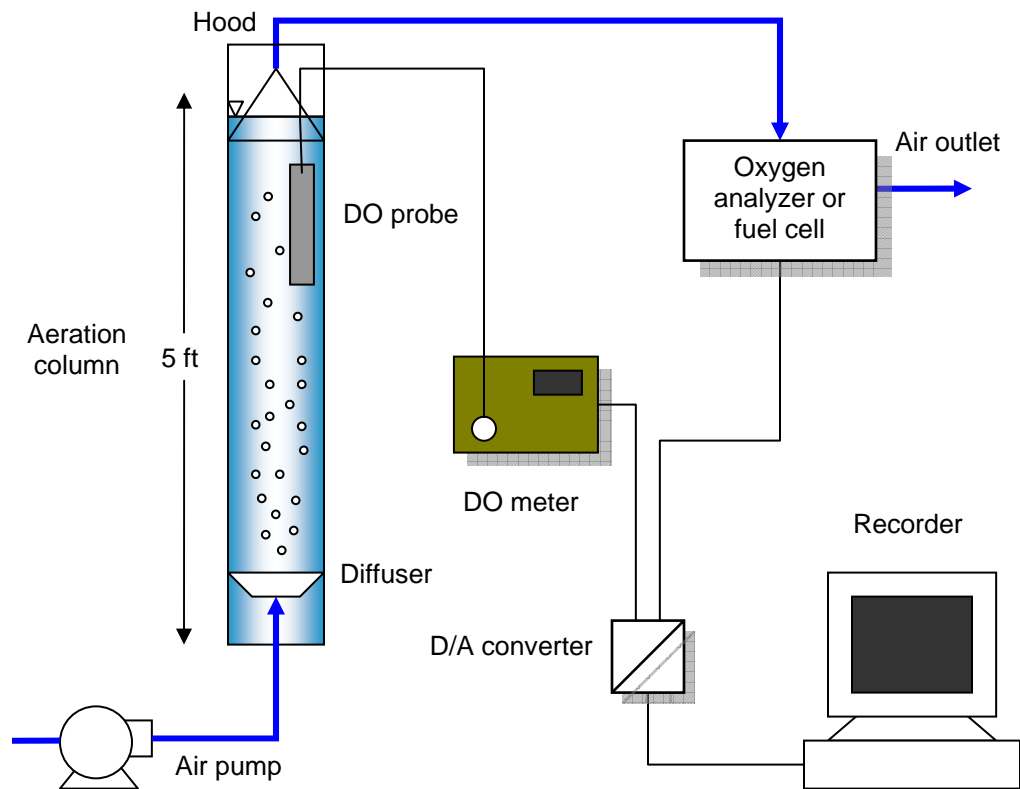 Hood
Air outlet
Oxygen
analyzer or
fuel cell
DO probe
Aeration
column
5 ft
DO meter
Recorder
Diffuser
D/A converter
Air pump